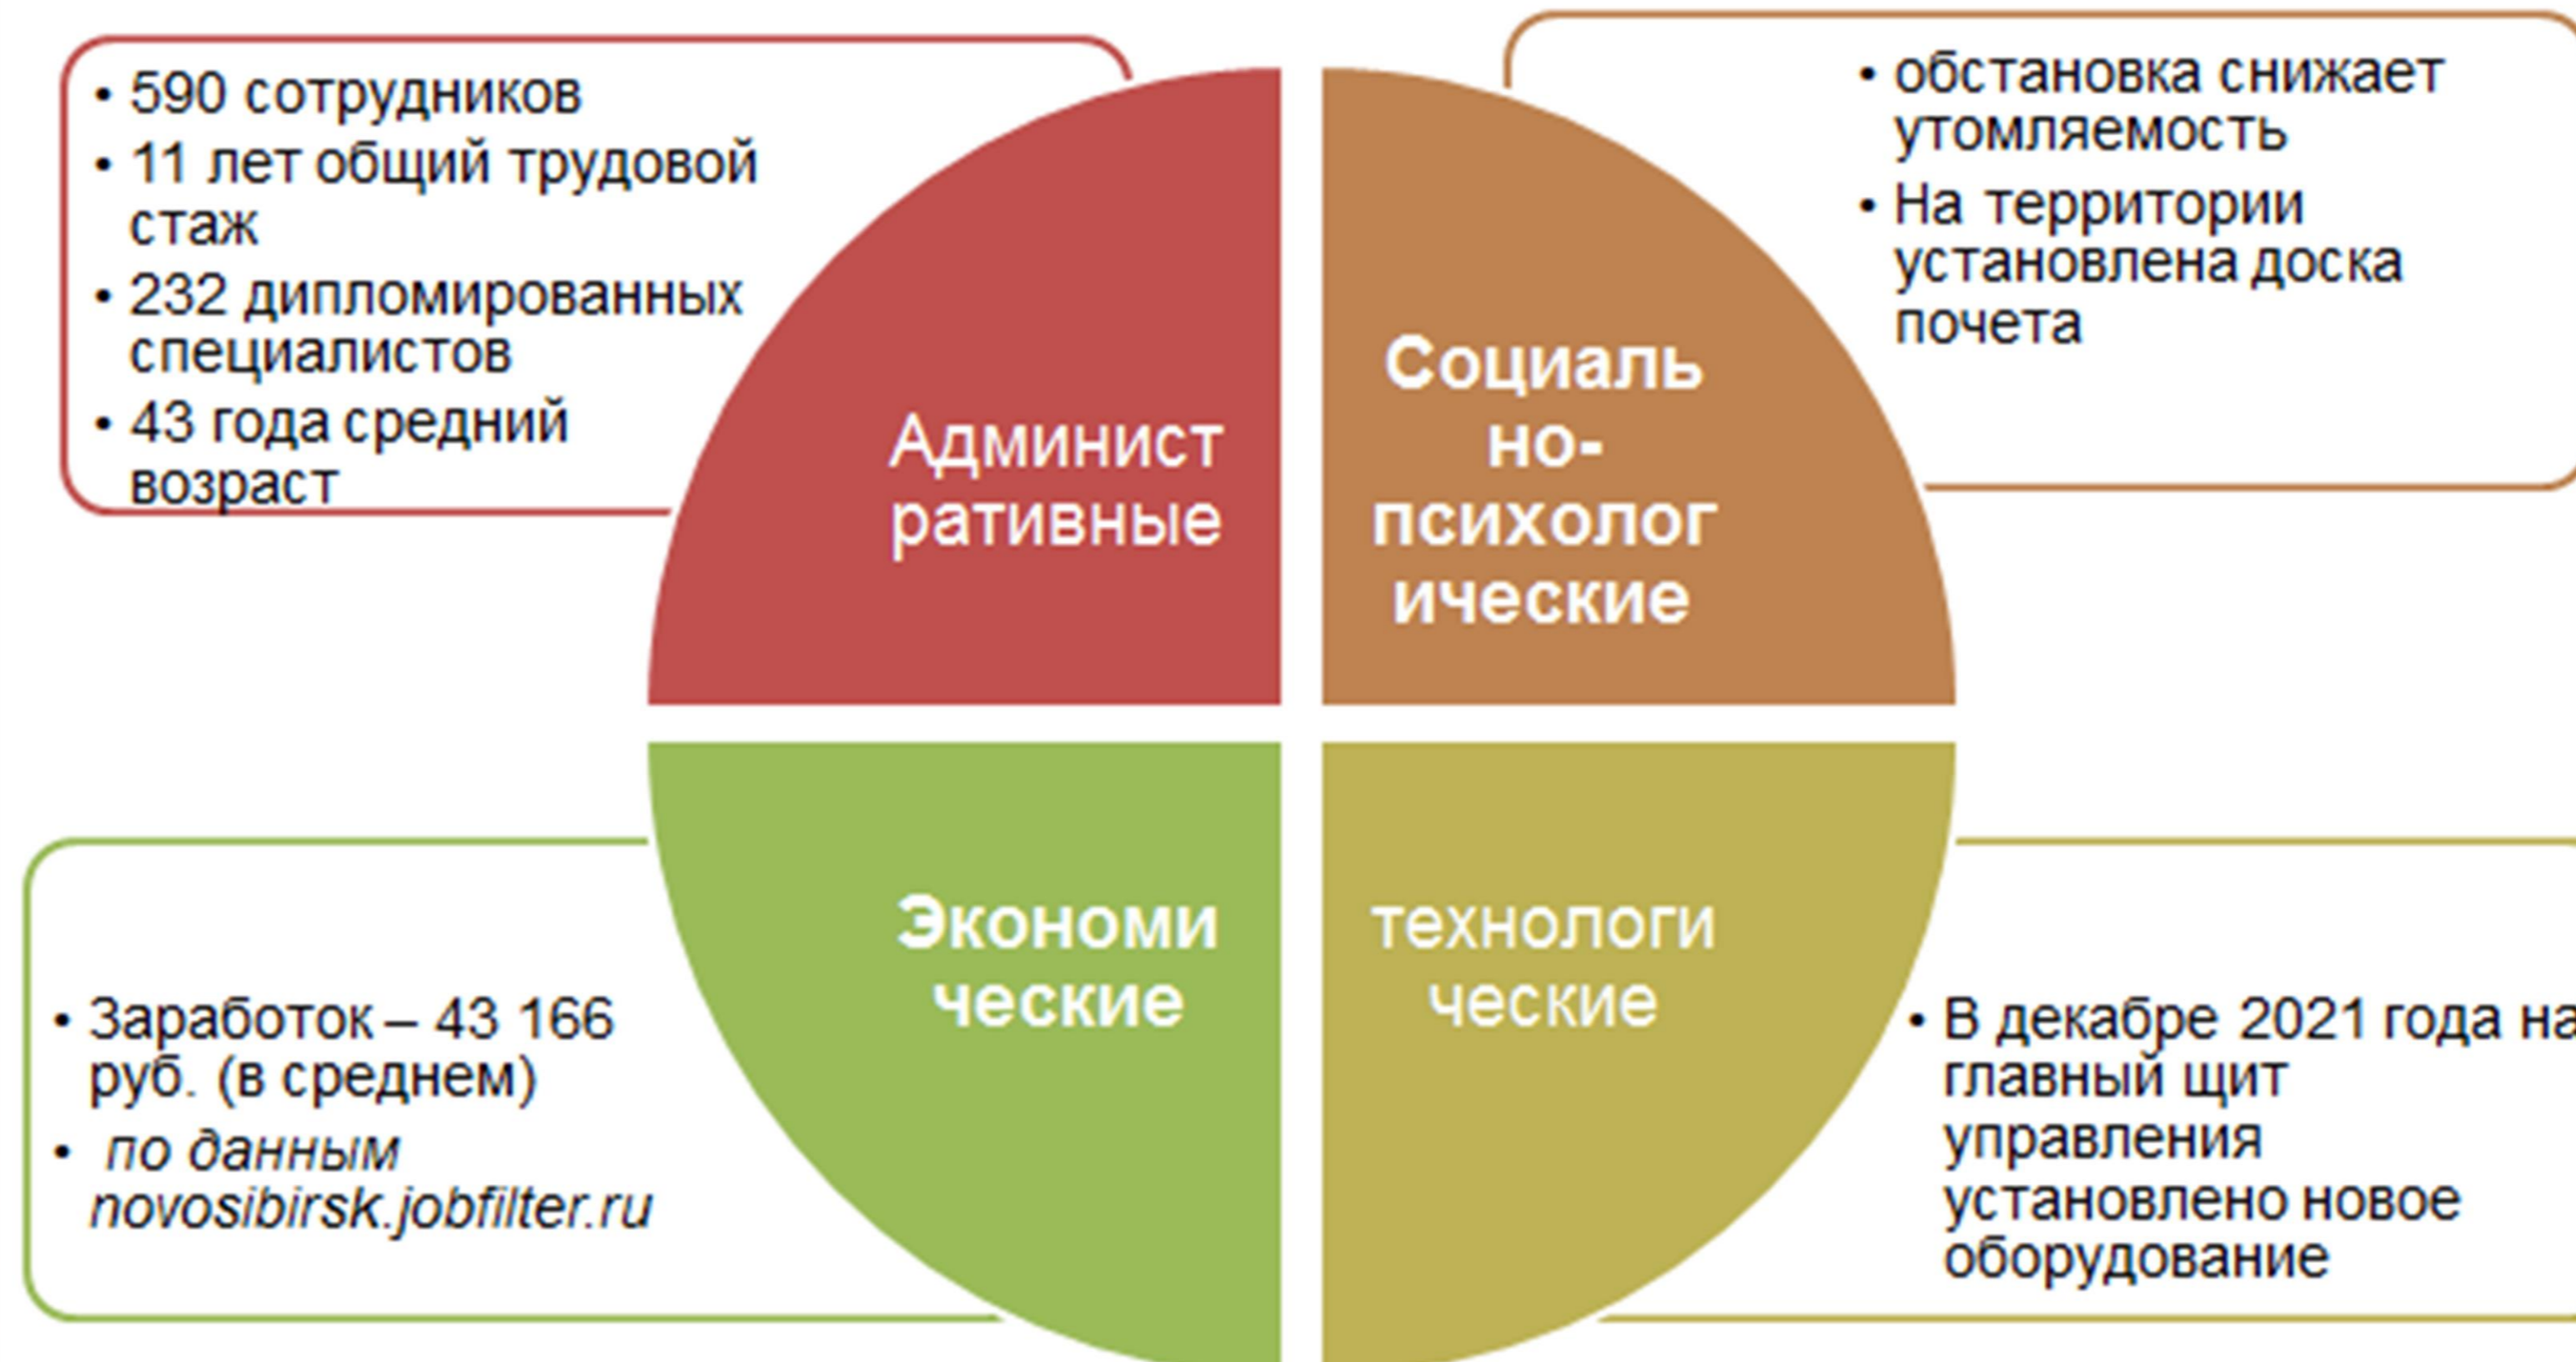 • 590 сотрудников
• 11 лет общий трудовой
стаж
• 232 дипломированных
специалистов
• 43 года средний
возраст
Админист
ративные
• обстановка снижает
утомляемость
• На территории
установлена доска
почета
Социаль
но-
психолог
ические
• Заработок – 43 166
руб. (в среднем)
• по данным
novosibirsk.jobfilter.ru
Экономи
ческие
технологи
ческие
• В декабре 2021 года на
главный щит
управления
установлено новое
оборудование